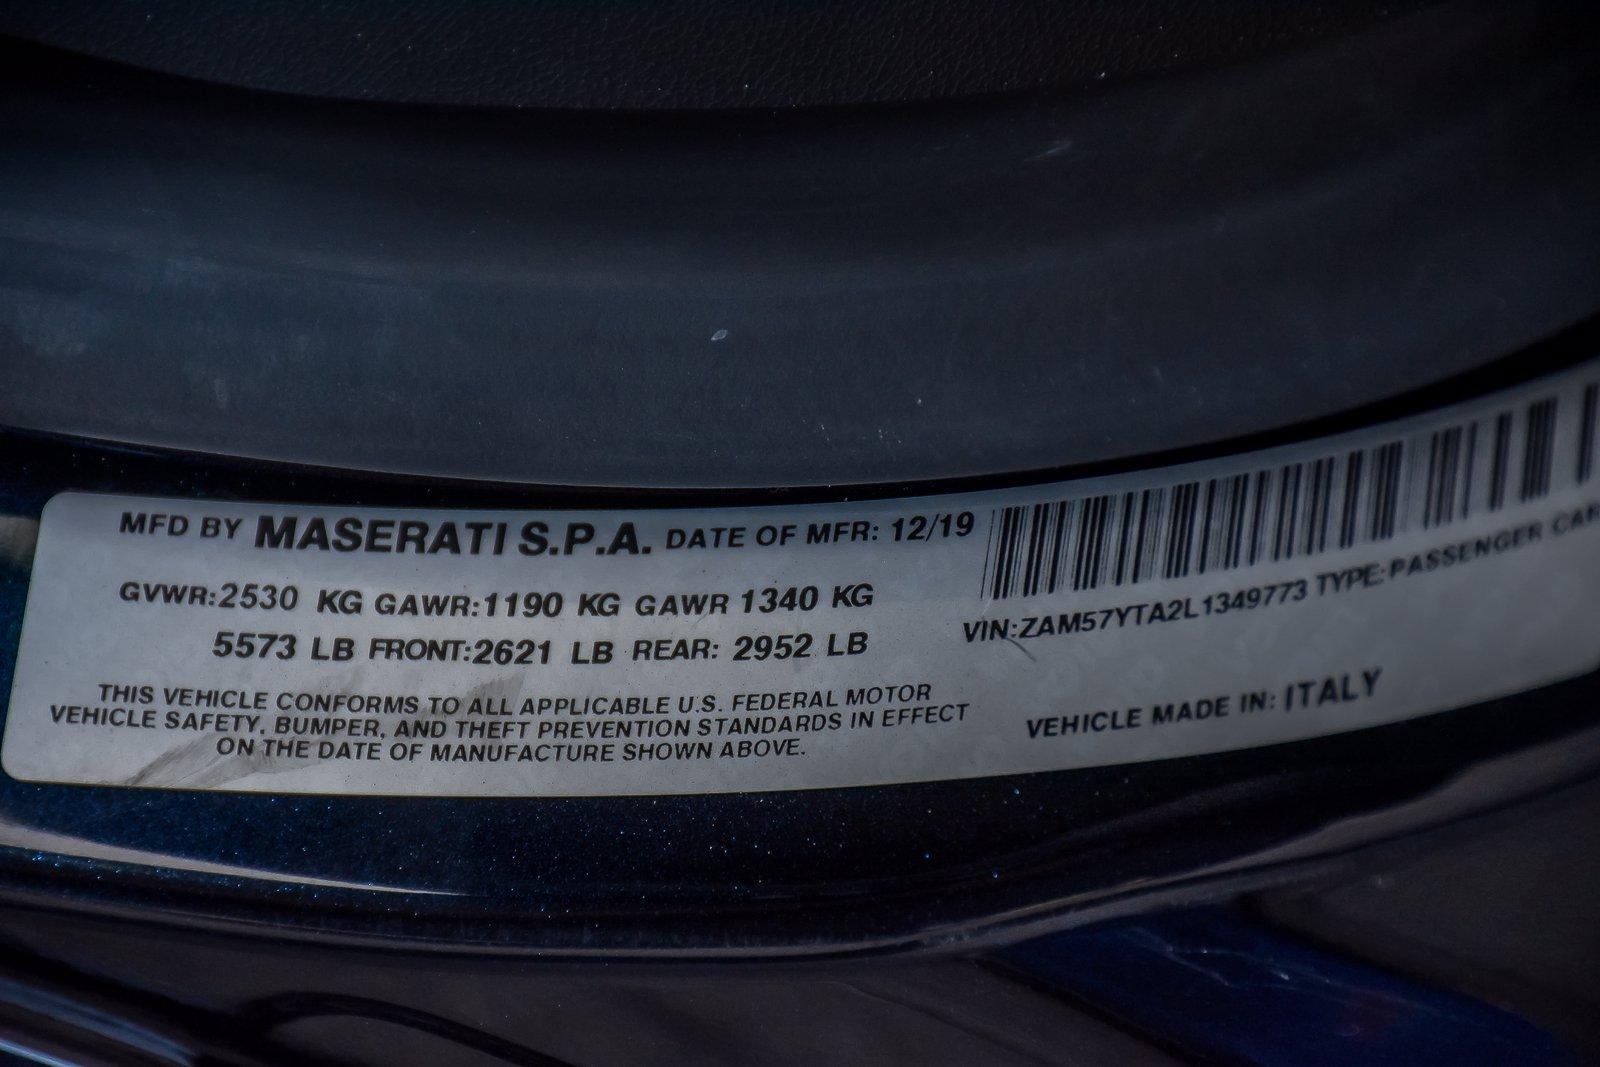 MFD BY MASERATI S.P.A. DATE OF MFR: 12/19
GVWR:2530 KG GAWR:1190 KG GAWR 1340 KG
5573 LB FRONT:2621 LB REAR: 2952 LB
THIS VEHICLE CONFORMS TO ALL APPLICABLE U.S. FEDERAL MOTOR
VEHICLE SAFETY, BUMPER, AND THEFT PREVENTION STANDARDS IN EFFECT
ON THE DATE OF MANUFACTURE SHOWN ABOVE.
VIN:ZAM57YTA2L1349773 TYPE:PASSENGER CAR
VEHICLE MADE IN: ITALY